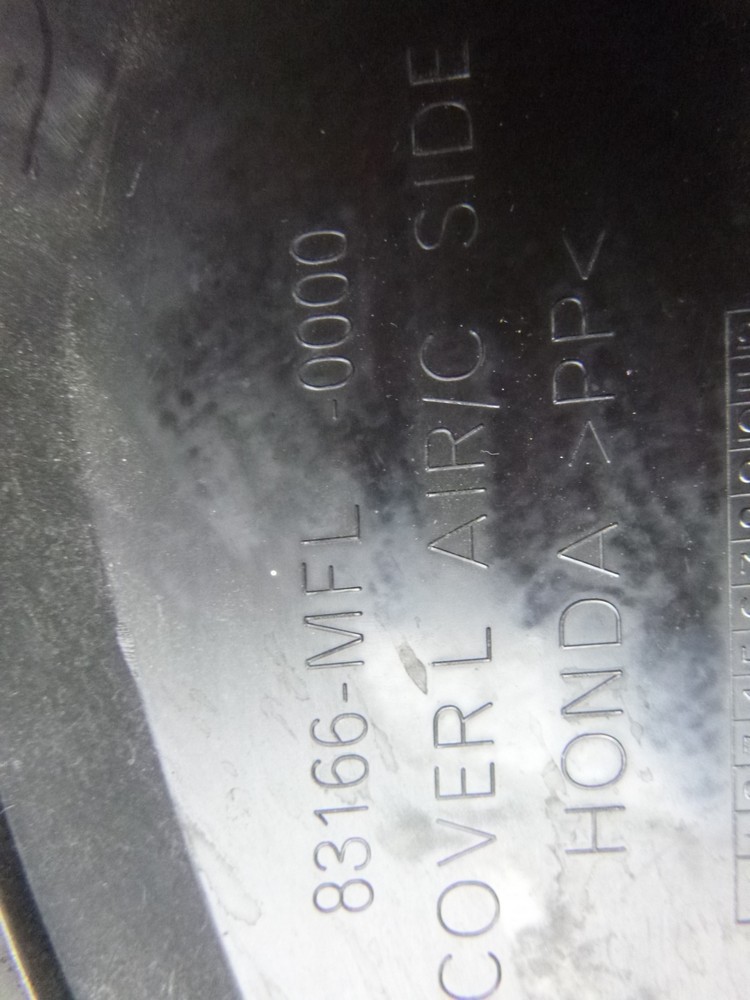 83166-MFL -0000
COVER L AIR/C SIDE
HONDA >PP<